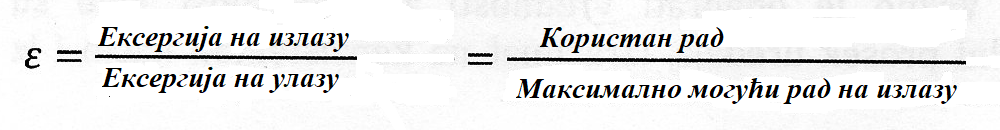 ε = Ексергија на излазу / Ексергија на улазу = Користан рад / Максимално могући рад на излазу